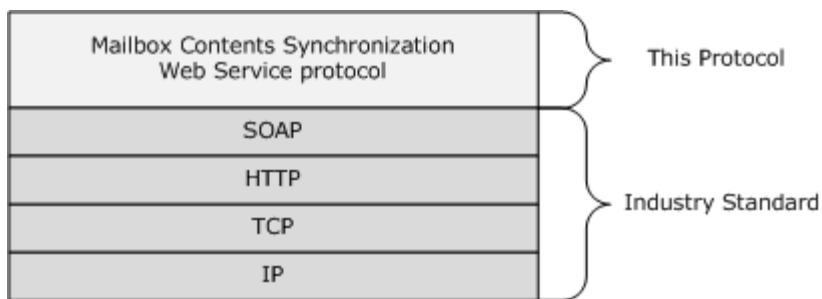 Mailbox Contents Synchronization
Web Service protocol
This Protocol
SOAP
HTTP
TCP
IP
Industry Standard